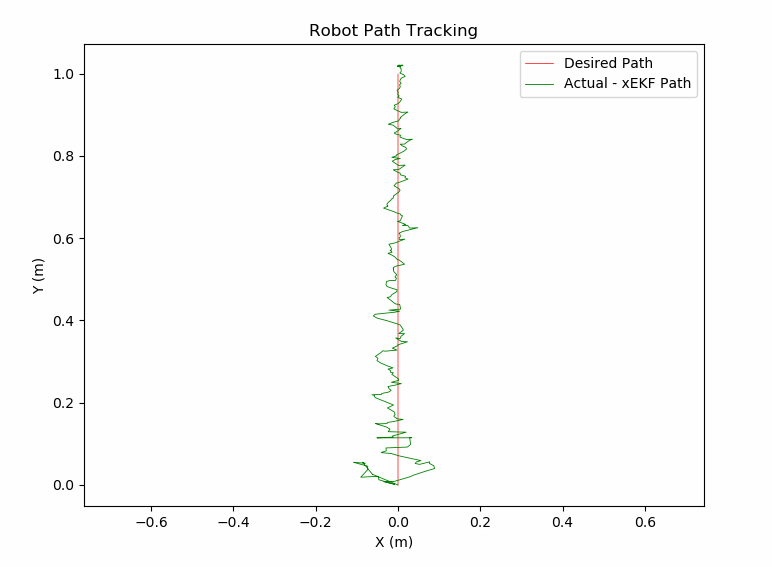 Robot Path Tracking
Desired Path
Actual - xEKF Path
1.0
0.8
0.6
0.4
0.2
0.0
Y (m)
−0.6 −0.4 −0.2 0.0 0.2 0.4 0.6
X (m)